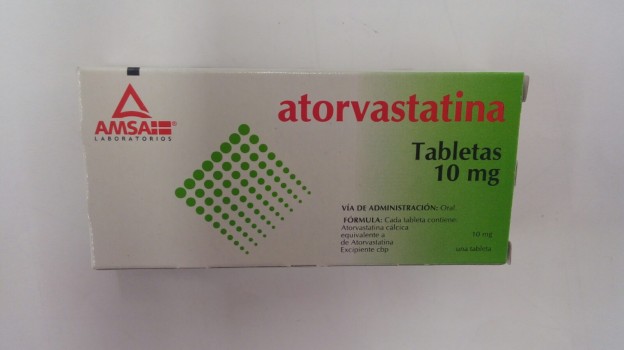 AMSA®
LABORATORIOS
atorvastatina
Tabletas
10 mg
VÍA DE ADMINISTRACIÓN: Oral.
FÓRMULA: Cada tableta contiene:
Atorvastatina cálcica
equivalente a 10 mg
de Atorvastatina
Excipiente cbp una tableta